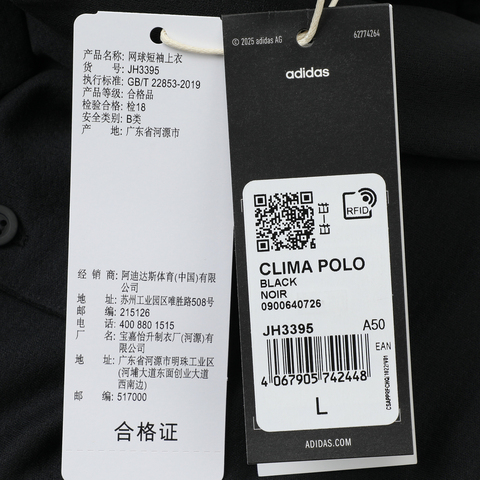 产品名称: 网球短袖上衣
货 号: JH3395
执行标准: GB/T 22853-2019
产品等级: 合格品
检验合格: 检18
安全类别: B类
产 地: 广东省河源市
经 销 商: 阿迪达斯体育(中国)有限公司
地 址: 苏州工业园区唯胜路508号
邮 编: 215126
电 话: 400 880 1515
厂 名: 宝嘉怡升制衣厂(河源)有限公司
地 址: 广东省河源市明珠工业区
(河埔大道东面创业大道
西南边)
邮 编: 517000
合格证
© 2025 adidas AG
62774264
adidas
RFID
CLIMA POLO
BLACK
NOIR
0900640726
JH3395 A50
EAN
4 067905 742448
L
ADIDAS.COM